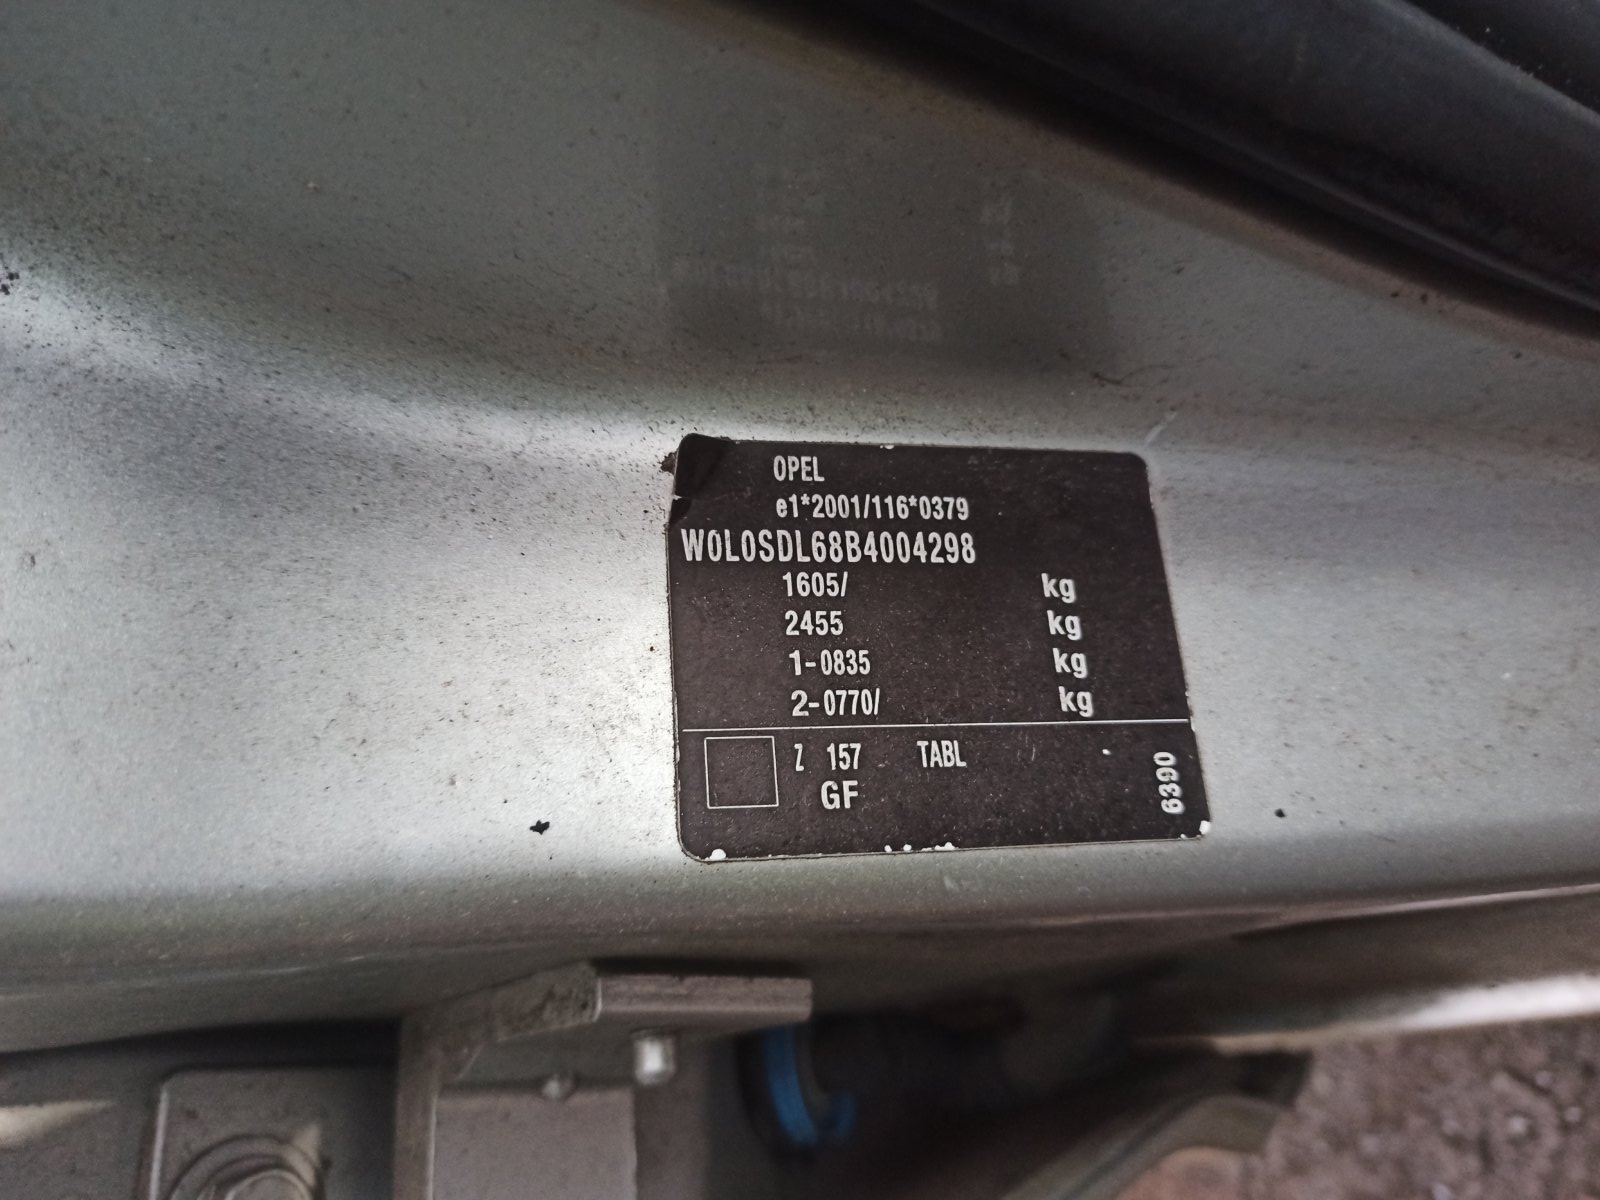 OPEL
e1*2001/116*0379
W0L0SDL68B4004298
1605/ kg
2455 kg
1-0835 kg
2-0770/ kg
Z 157 TABL
GF
6390